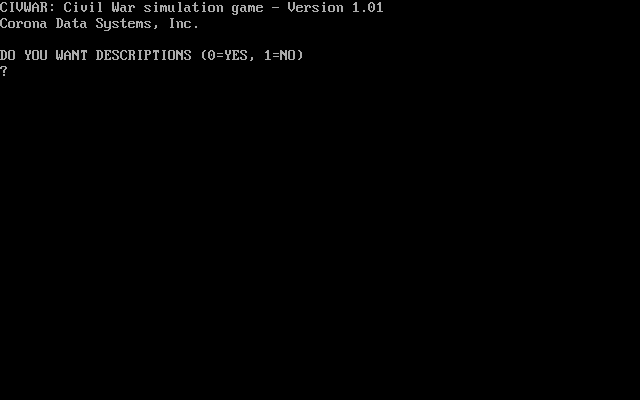 CIVWAR: Civil War simulation game - Version 1.01
Corona Data Systems, Inc.
DO YOU WANT DESCRIPTIONS (0=YES, 1=NO)
?